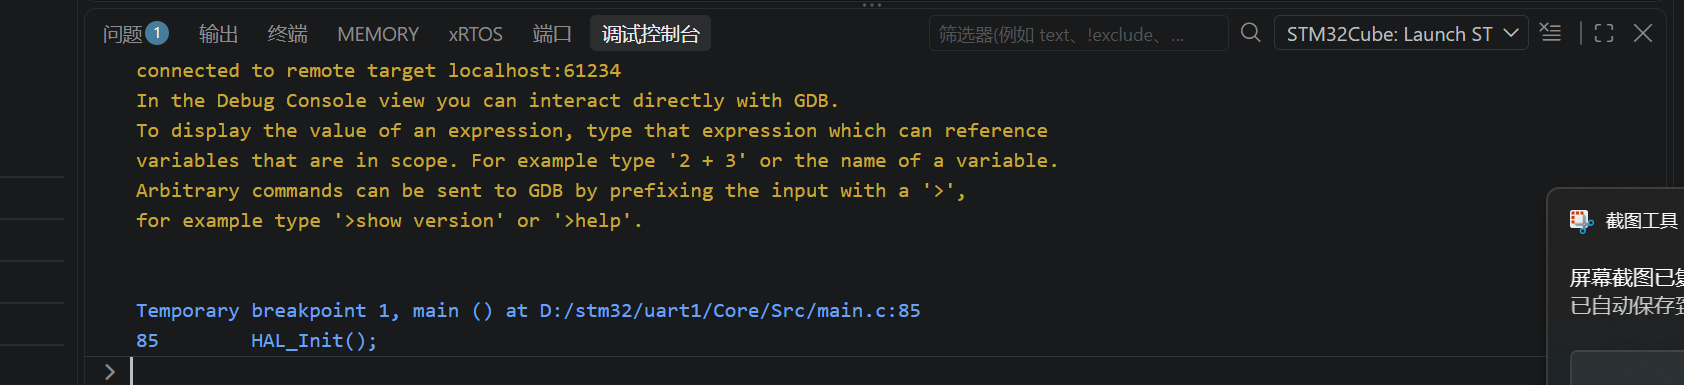 问题 1 输出 终端 MEMORY xRTOS 端口 调试控制台 筛选器(例如 text、!exclude、... STM32Cube: Launch ST
connected to remote target localhost:61234
In the Debug Console view you can interact directly with GDB.
To display the value of an expression, type that expression which can reference
variables that are in scope. For example type '2 + 3' or the name of a variable.
Arbitrary commands can be sent to GDB by prefixing the input with a '>',
for example type '>show version' or '>help'.
截图工具
屏幕截图已复
已自动保存到
Temporary breakpoint 1, main () at D:/stm32/uart1/Core/Src/main.c:85
85 HAL_Init();